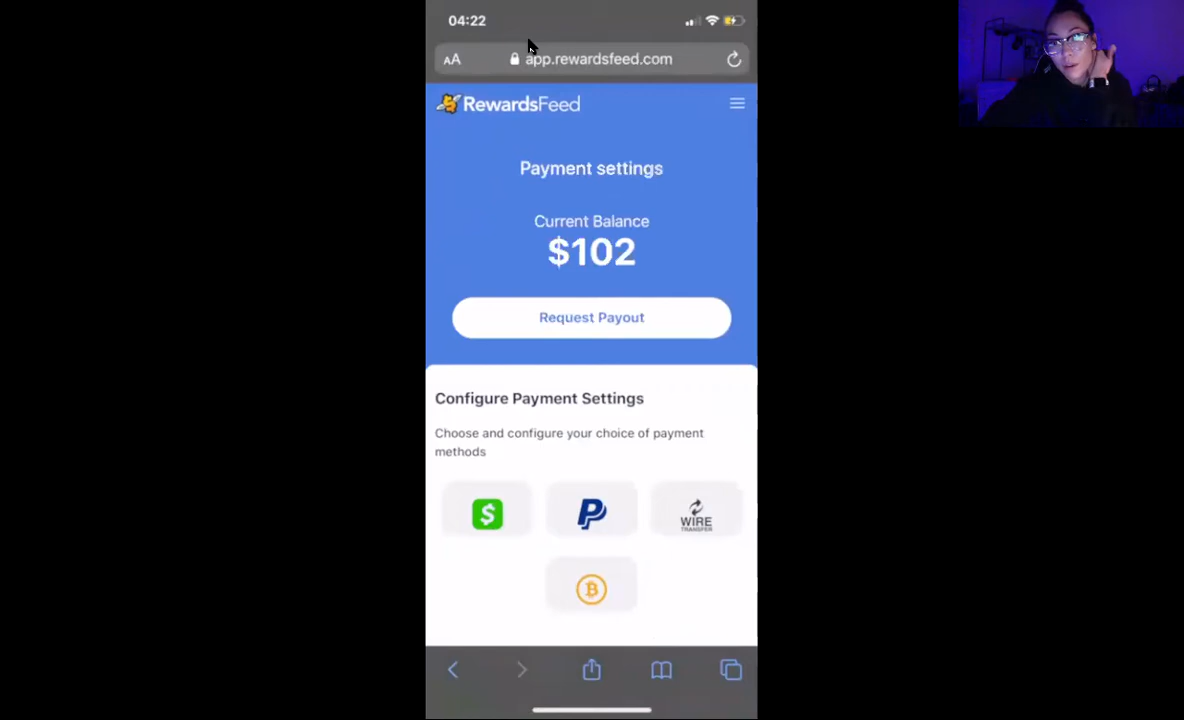 04:22
AA app.rewardsfeed.com
RewardsFeed
Payment settings
Current Balance
$102
Request Payout
Configure Payment Settings
Choose and configure your choice of payment
methods
WIRE
TRANSFER